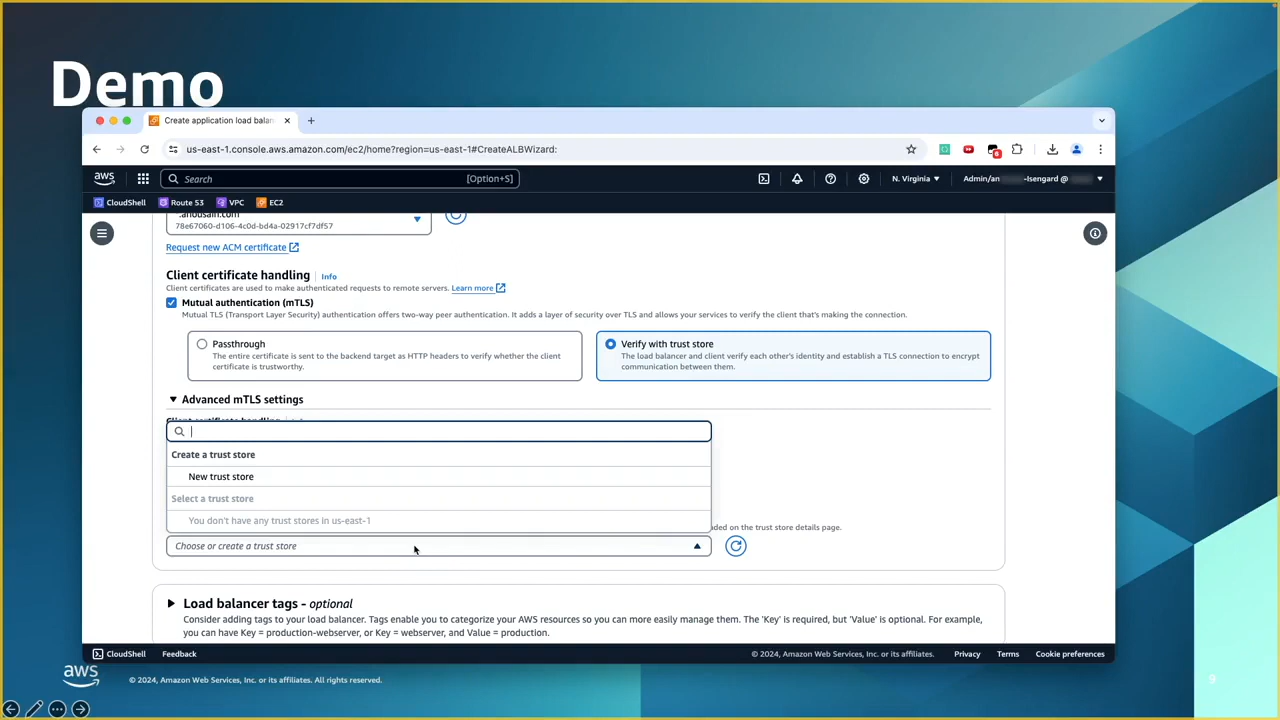 Demo
Create application load balan
us-east-1.console.aws.amazon.com/ec2/home?region=us-east-1#CreateALBWizard:
6
aws
Search
[Option+S]
N. Virginia
Admin/an -Isengard @
CloudShell
Route 53
VPC
EC2
*.anousain.com
78e67060-d106-4c0d-bd4a-02917cf7df57
Request new ACM certificate
Client certificate handling
Info
Client certificates are used to make authenticated requests to remote servers. Learn more
Mutual authentication (mTLS)
Mutual TLS (Transport Layer Security) authentication offers two-way peer authentication. It adds a layer of security over TLS and allows your services to verify the client that's making the connection.
Passthrough
The entire certificate is sent to the backend target as HTTP headers to verify whether the client
certificate is trustworthy.
Verify with trust store
The load balancer and client verify each other's identity and establish a TLS connection to encrypt
communication between them.
Advanced mTLS settings
Create a trust store
New trust store
Select a trust store
You don't have any trust stores in us-east-1
ded on the trust store details page.
Choose or create a trust store
Load balancer tags - optional
Consider adding tags to your load balancer. Tags enable you to categorize your AWS resources so you can more easily manage them. The 'Key' is required, but 'Value' is optional. For example,
you can have Key = production-webserver, or Key = webserver, and Value = production.
CloudShell
Feedback
© 2024, Amazon Web Services, Inc. or its affiliates.
Privacy
Terms
Cookie preferences
aws
© 2024, Amazon Web Services, Inc. or its affiliates. All rights reserved.
9